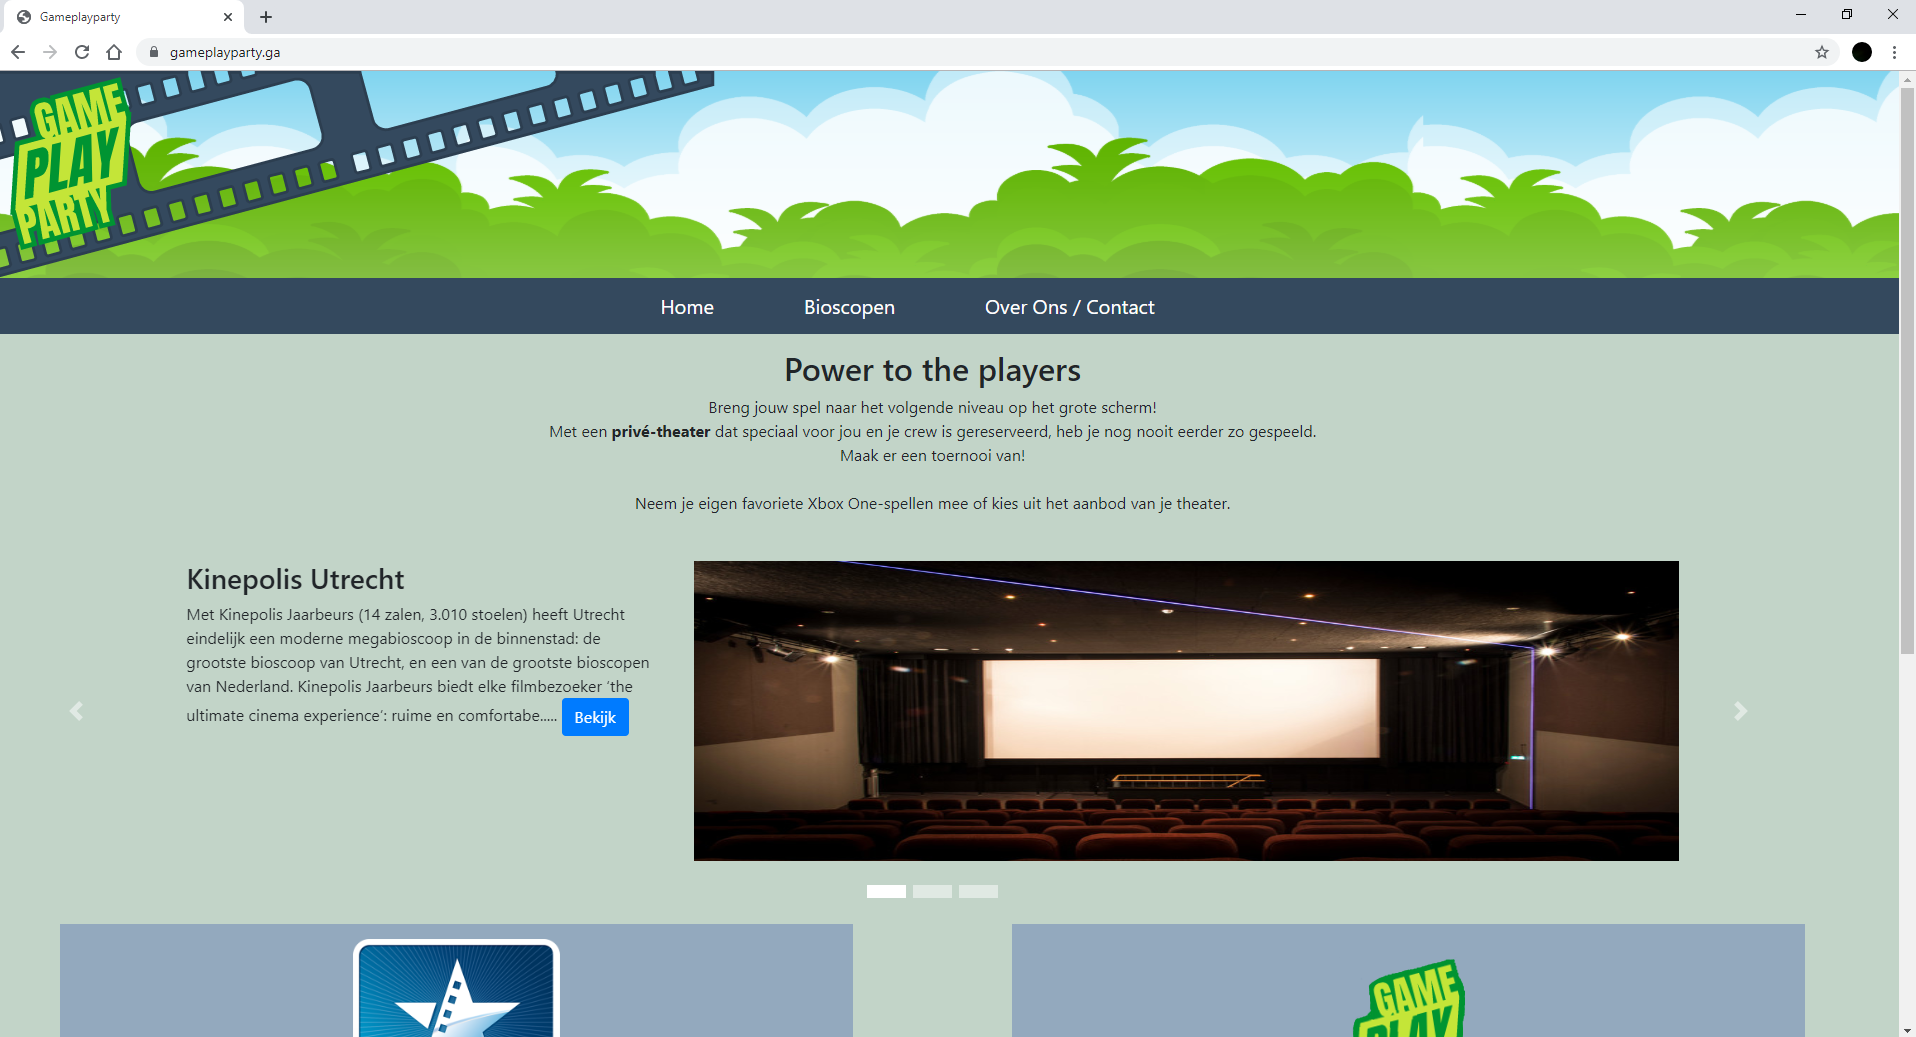 Gameplayparty
gameplayparty.ga
GAME
PLAY
PARTY
Home
Bioscopen
Over Ons / Contact
Power to the players
Breng jouw spel naar het volgende niveau op het grote scherm!
Met een privé-theater dat speciaal voor jou en je crew is gereserveerd, heb je nog nooit eerder zo gespeeld.
Maak er een toernooi van!
Neem je eigen favoriete Xbox One-spellen mee of kies uit het aanbod van je theater.
Kinepolis Utrecht
Met Kinepolis Jaarbeurs (14 zalen, 3.010 stoelen) heeft Utrecht
eindelijk een moderne megabioscoop in de binnenstad: de
grootste bioscoop van Utrecht, en een van de grootste bioscopen
van Nederland. Kinepolis Jaarbeurs biedt elke filmbezoeker ‘the
ultimate cinema experience’: ruime en comfortabe..... Bekijk
GAME
PLAY